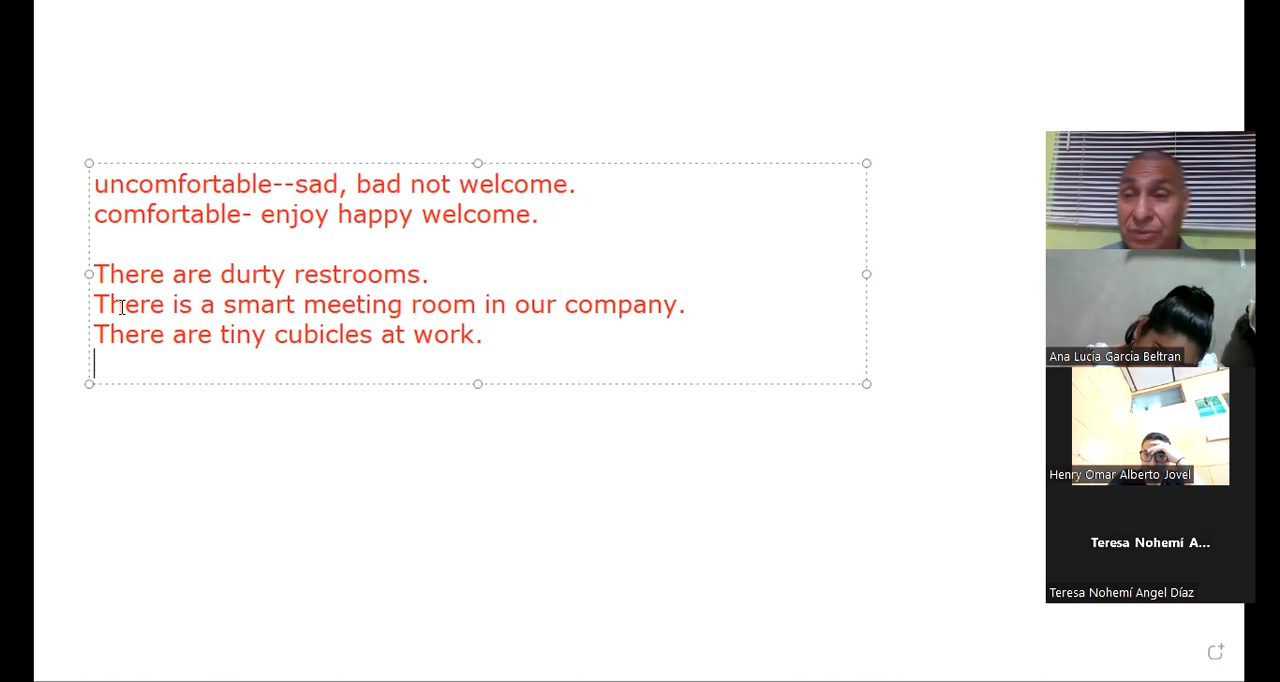 uncomfortable--sad, bad not welcome.
comfortable- enjoy happy welcome.
There are durty restrooms.
There is a smart meeting room in our company.
There are tiny cubicles at work.
Ana Lucia Garcia Beltran
Henry Omar Alberto Jovel
Teresa Nohemí A...
Teresa Nohemí Angel Díaz